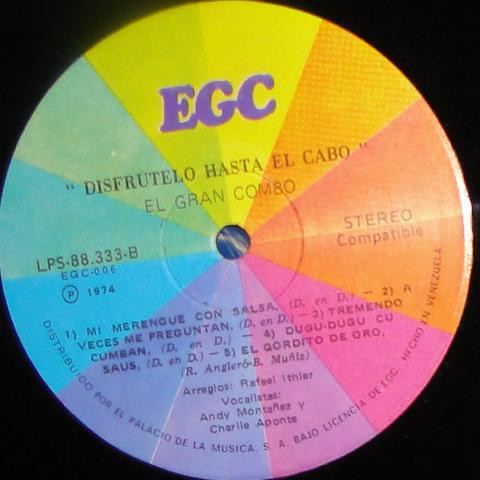 EGC
" DISFRUTELO HASTA EL CABO "
EL GRAN COMBO
STEREO
Compatible
LPS-88.333-B
EGC-006
Ⓟ 1974
1) MI MERENGUE CON SALSA, (D. en D.) — 2) A
VECES ME PREGUNTAN, (D. en D.) — 3) TREMENDO
CUMBAN, (D. en D.) — 4) DUGU-DUGU CU
SAUS, (D. en D.) — 5) EL GORDITO DE ORO,
(R. Angleró-B. Muñiz)
Arreglos: Rafael Ithier
Vocalistas:
Andy Montañez y
Charlie Aponte
DISTRIBUIDO POR EL PALACIO DE LA MUSICA, S. A. BAJO LICENCIA DE EGC. HECHO EN VENEZUELA